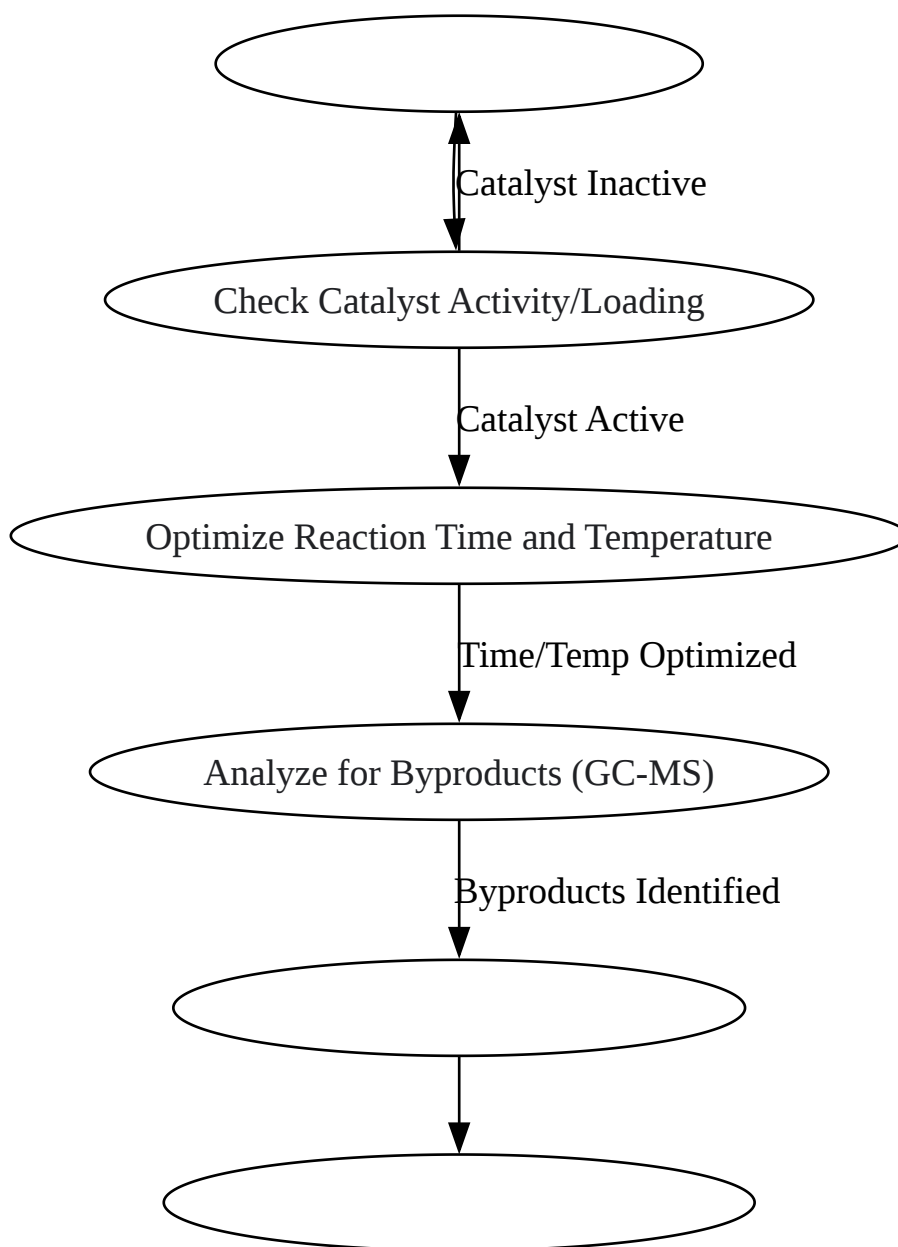 Catalyst Inactive
Check Catalyst Activity/Loading
Catalyst Active
Optimize Reaction Time and Temperature
Time/Temp Optimized
Analyze for Byproducts (GC-MS)
Byproducts Identified